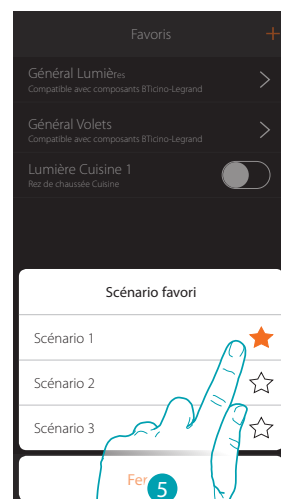 Favoris +
Général Lumières
Compatible avec composants BTicino-Legrand
Général Volets
Compatible avec composants BTicino-Legrand
Lumière Cuisine 1
Rez de chaussée Cuisine
Scénario favori
Scénario 1
Scénario 2
Scénario 3
5